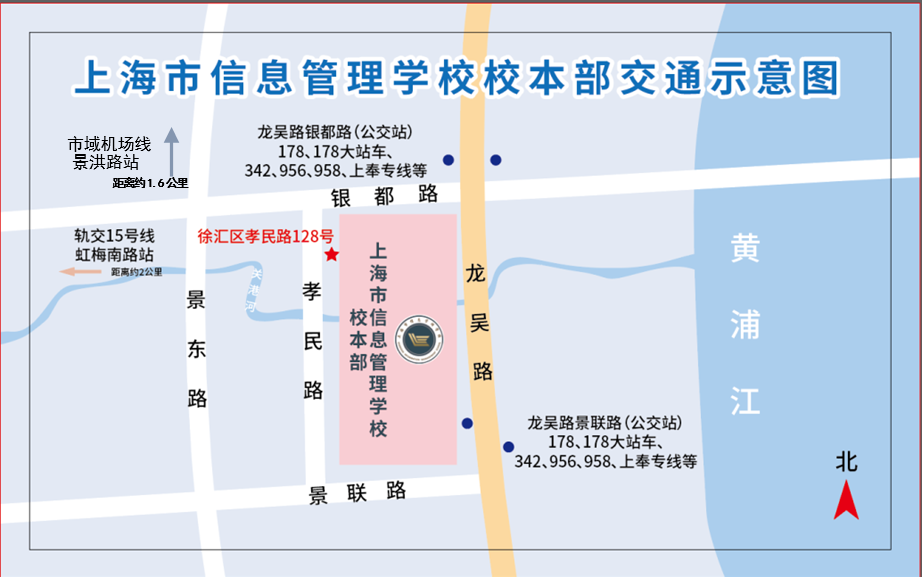 上海市信息管理学校校本部交通示意图
市域机场线
景洪路站
距离约1.6公里
龙吴路银都路（公交站）
178、178大站车、
342、956、958、上奉专线等
银都路
轨交15号线
虹梅南路站
距离约2公里
徐汇区孝民路128号
关港河
景东路
孝民路
上海市信息管理学校
校本部
龙吴路
黄浦江
龙吴路景联路（公交站）
178、178大站车、
342、956、958、上奉专线等
景联路
北